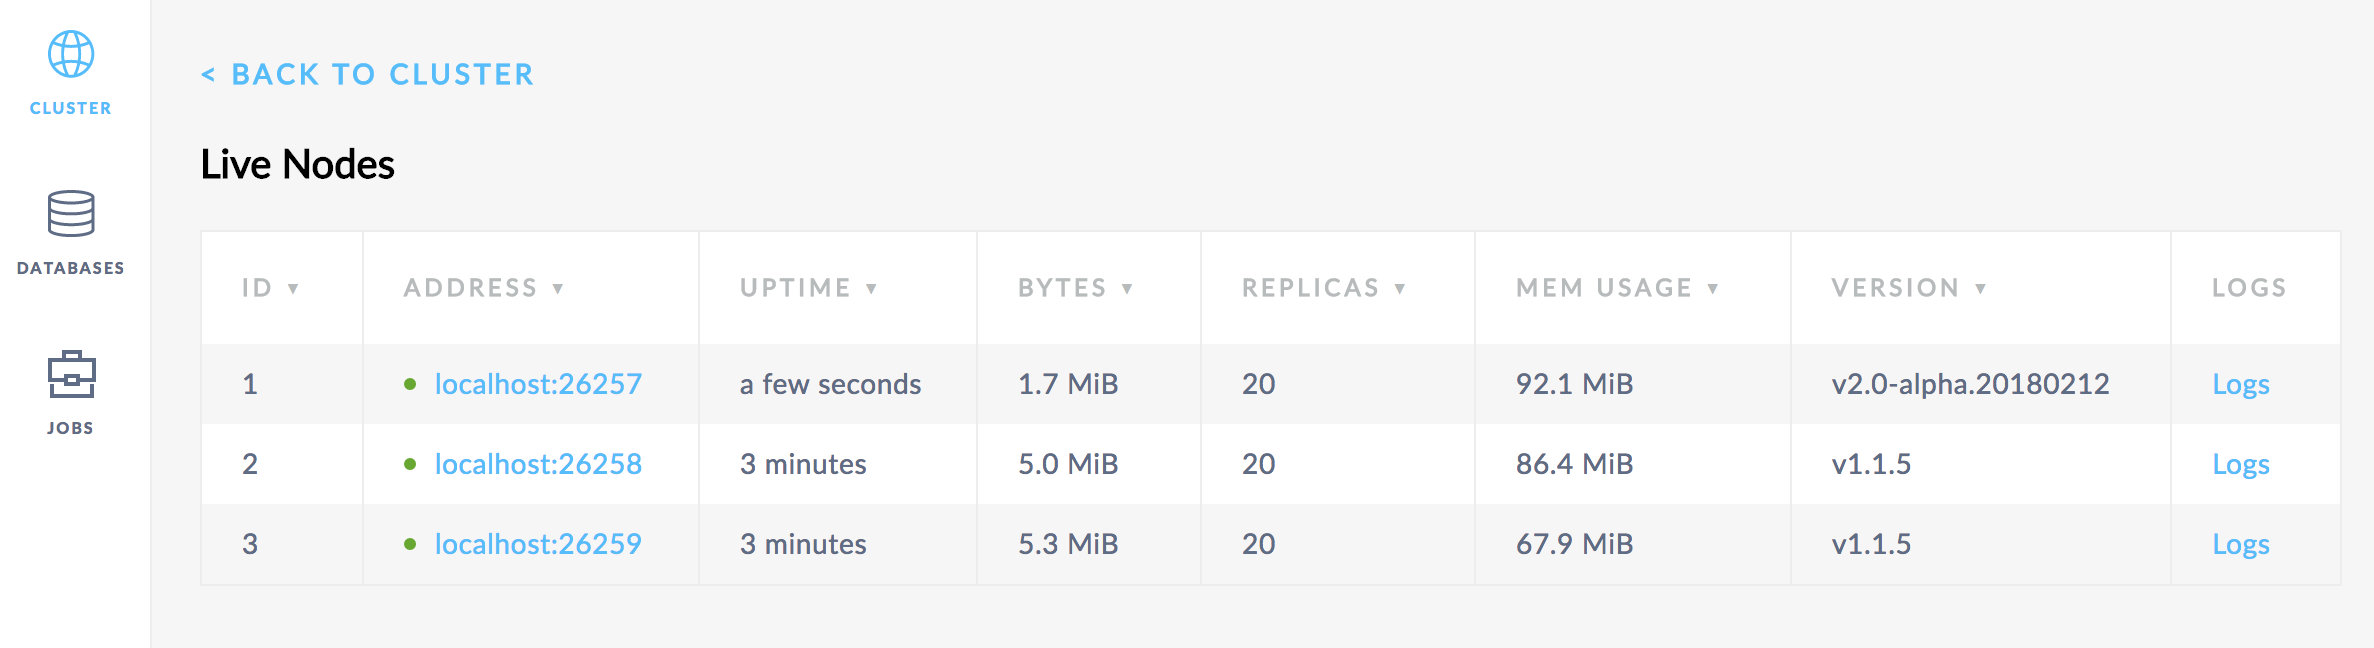 CLUSTER
DATABASES
JOBS
< BACK TO CLUSTER
Live Nodes
ID ▼ ADDRESS ▼ UPTIME ▼ BYTES ▼ REPLICAS ▼ MEM USAGE ▼ VERSION ▼ LOGS
1 localhost:26257 a few seconds 1.7 MiB 20 92.1 MiB v2.0-alpha.20180212 Logs
2 localhost:26258 3 minutes 5.0 MiB 20 86.4 MiB v1.1.5 Logs
3 localhost:26259 3 minutes 5.3 MiB 20 67.9 MiB v1.1.5 Logs